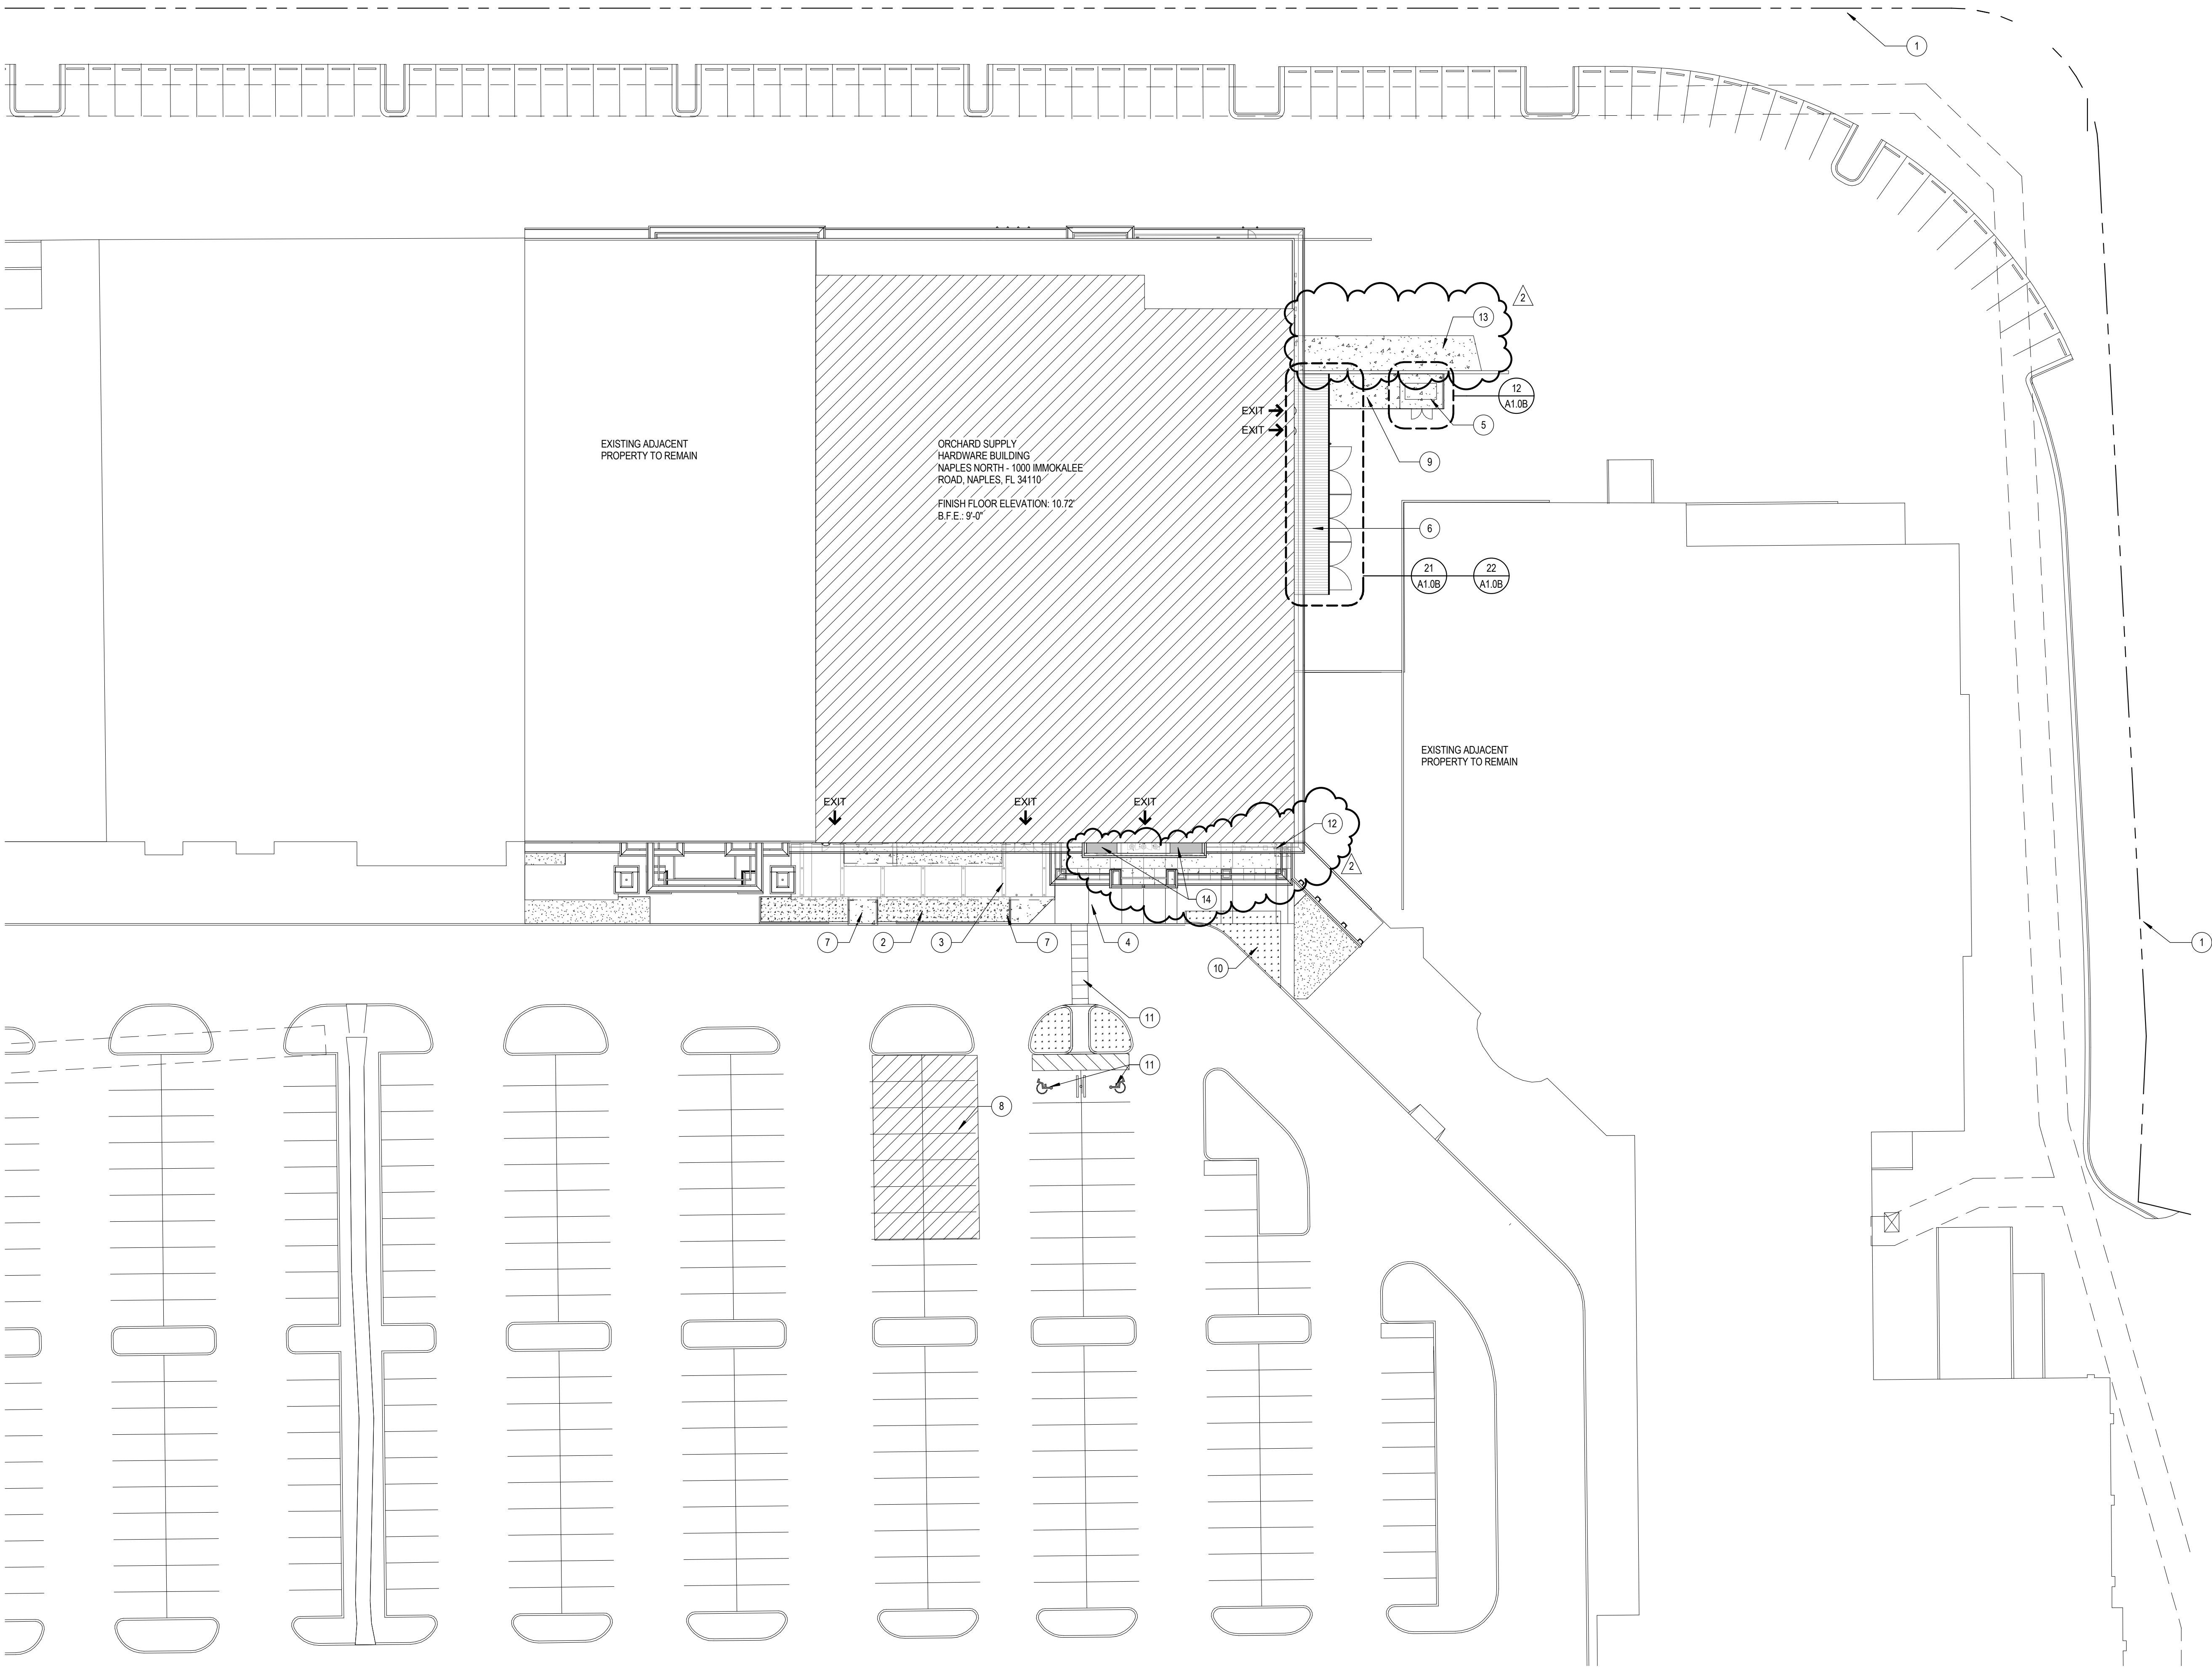 1
2
13
12
A1.0B
EXIT
EXIT
5
EXISTING ADJACENT
PROPERTY TO REMAIN
ORCHARD SUPPLY
HARDWARE BUILDING
NAPLES NORTH - 1000 IMMOKALEE
ROAD, NAPLES, FL 34110
FINISH FLOOR ELEVATION: 10.72'
B.F.E.: 9'-0"
9
6
21
A1.0B
22
A1.0B
EXISTING ADJACENT
PROPERTY TO REMAIN
EXIT
EXIT
EXIT
12
2
14
7
2
3
7
4
1
10
11
11
8